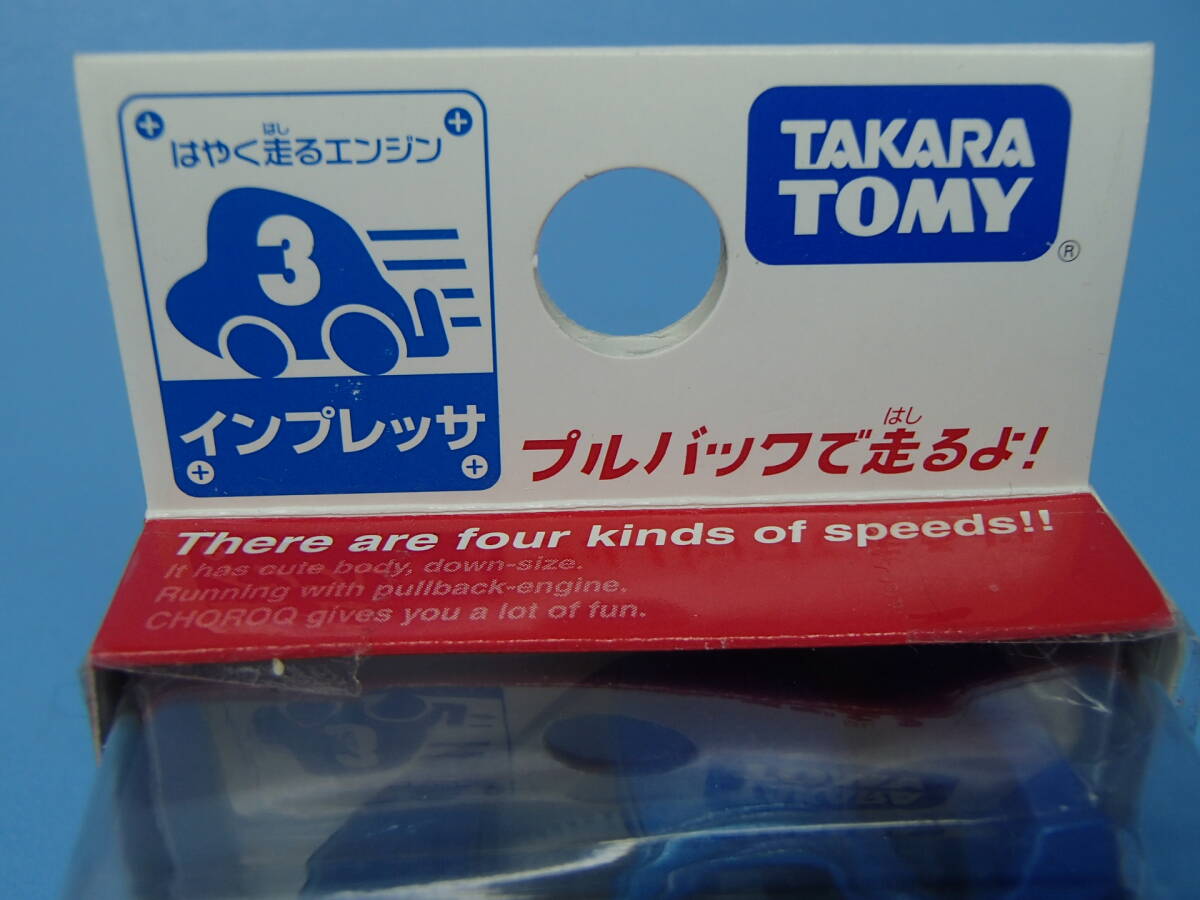 はし
はやく走るエンジン
3
インプレッサ
TAKARA
TOMY
®
はし
プルバックで走るよ!
There are four kinds of speeds!!
It has cute body, down-size.
Running with pullback-engine.
CHOROQ gives you a lot of fun.